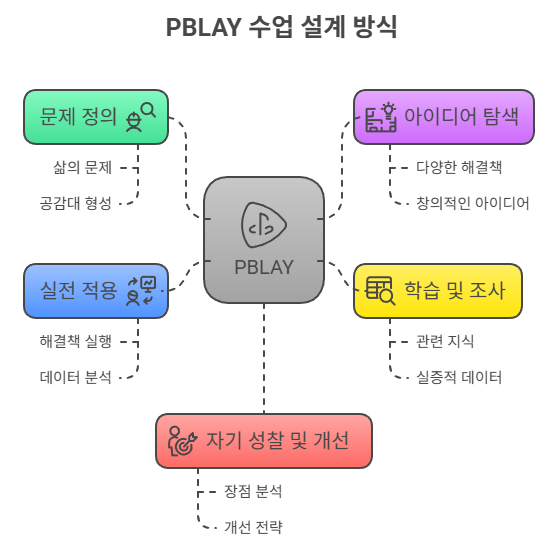 PBLAY 수업 설계 방식
문제 정의
삶의 문제
공감대 형성
아이디어 탐색
다양한 해결책
창의적인 아이디어
PBLAY
실전 적용
해결책 실행
데이터 분석
학습 및 조사
관련 지식
실증적 데이터
자기 성찰 및 개선
장점 분석
개선 전략